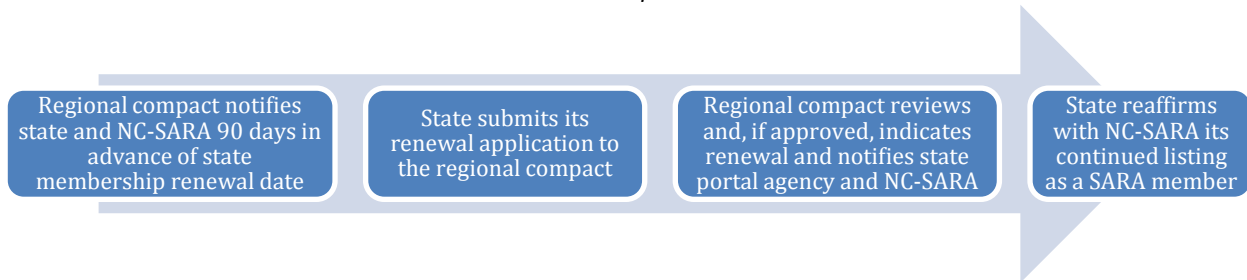 Regional compact notifies
state and NC-SARA 90 days in
advance of state
membership renewal date
State submits its
renewal application to
the regional compact
Regional compact reviews
and, if approved, indicates
renewal and notifies state
portal agency and NC-SARA
State reaffirms
with NC-SARA its
continued listing
as a SARA member